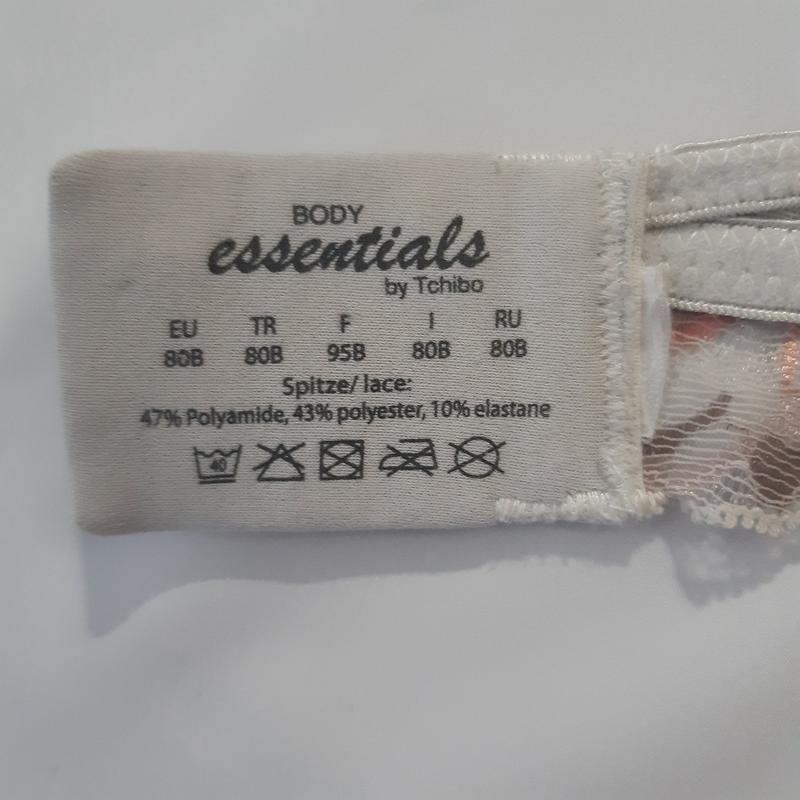 BODY
essentials
by Tchibo
EU TR F I RU
80B 80B 95B 80B 80B
Spitze/ lace:
47% Polyamide, 43% polyester, 10% elastane
40